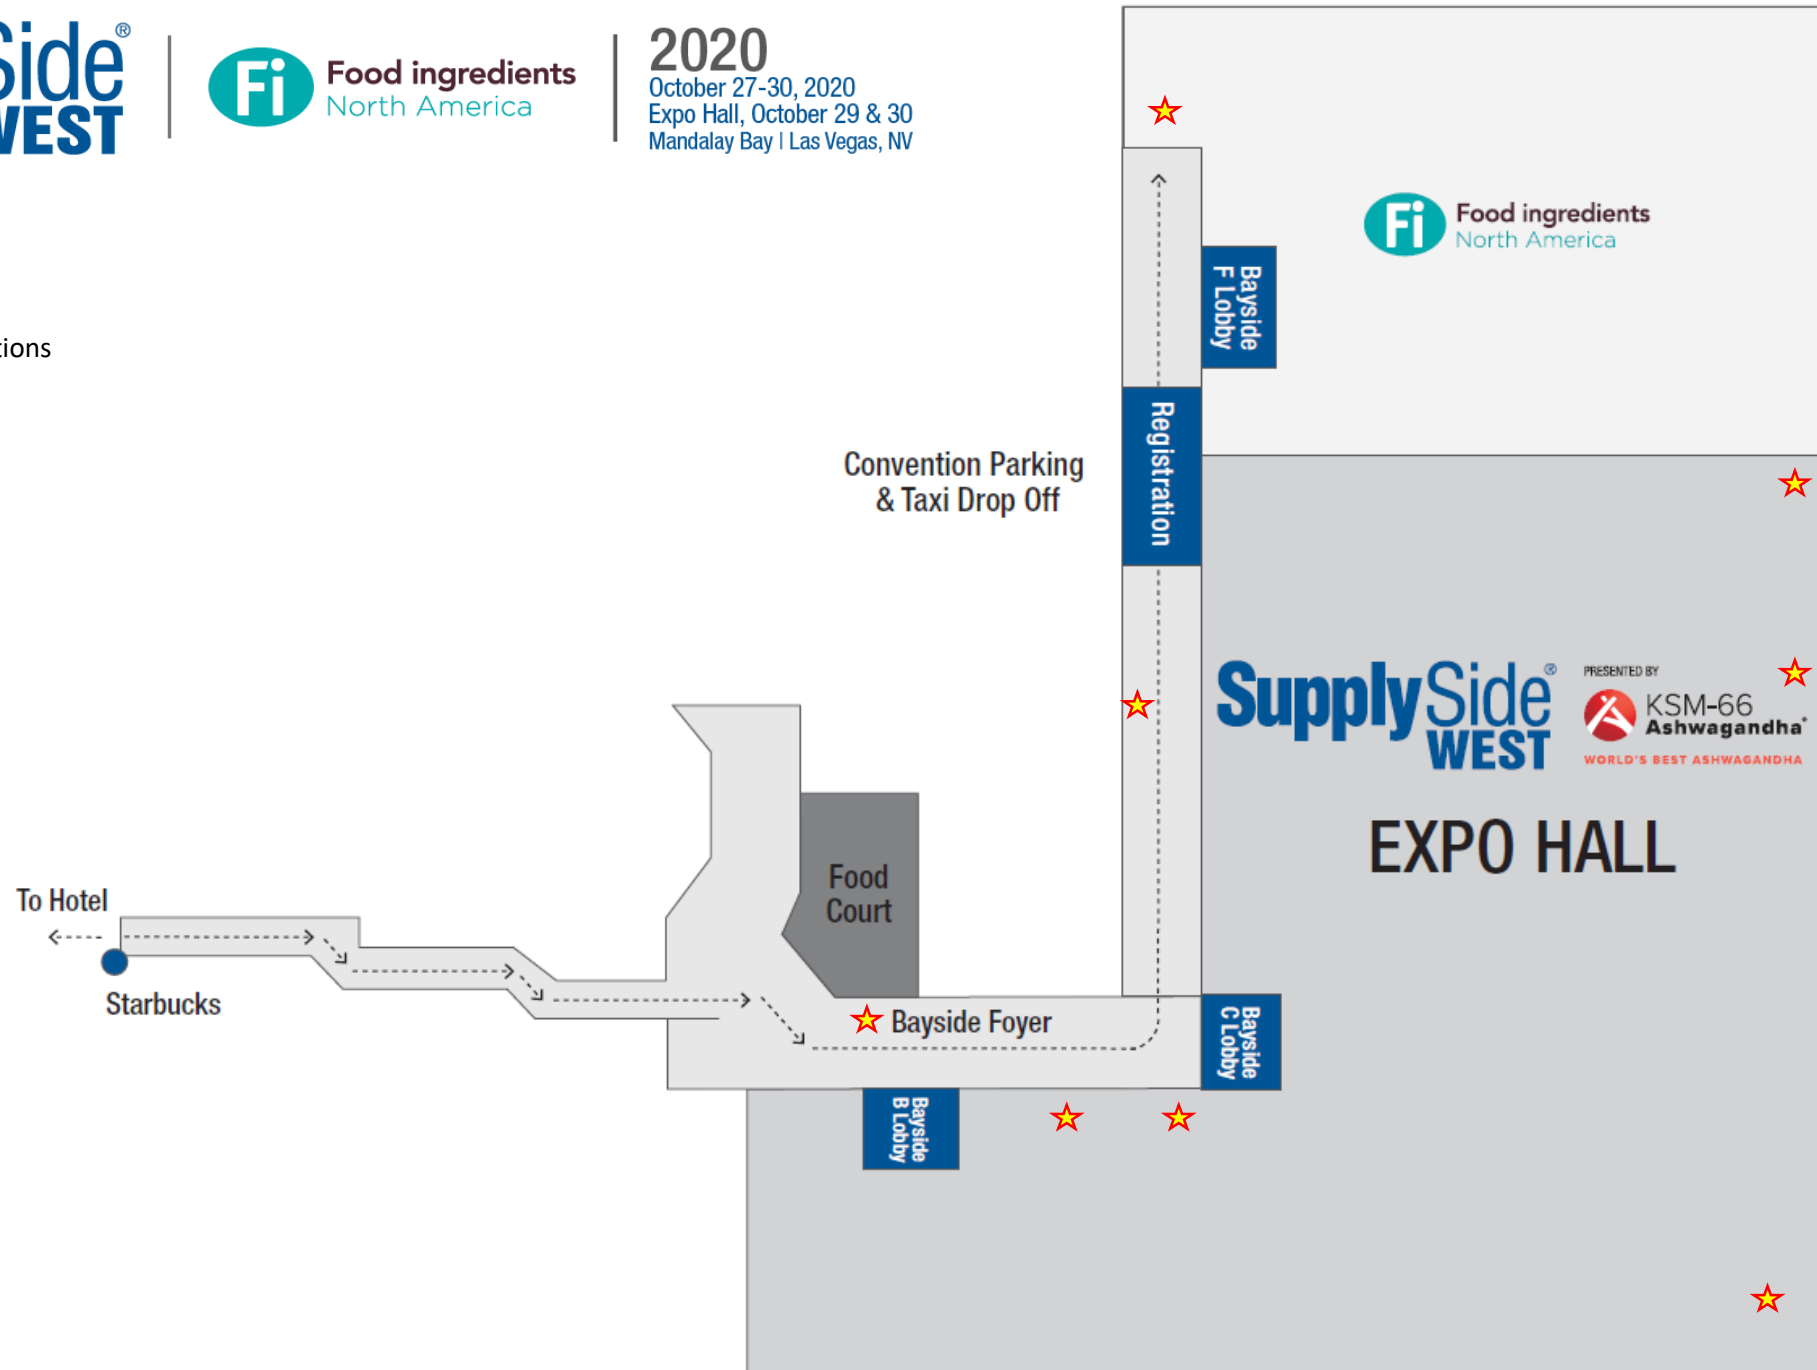 Side®
WEST
Fi
Food ingredients
North America
2020
October 27-30, 2020
Expo Hall, October 29 & 30
Mandalay Bay | Las Vegas, NV
Fi
Food ingredients
North America
Bayside
F Lobby
Convention Parking
& Taxi Drop Off
Registration
SupplySide®
WEST
PRESENTED BY
KSM-66
Ashwagandha®
WORLD'S BEST ASHWAGANDHA
EXPO HALL
Food
Court
To Hotel
Starbucks
Bayside Foyer
Bayside
C Lobby
Bayside
B Lobby